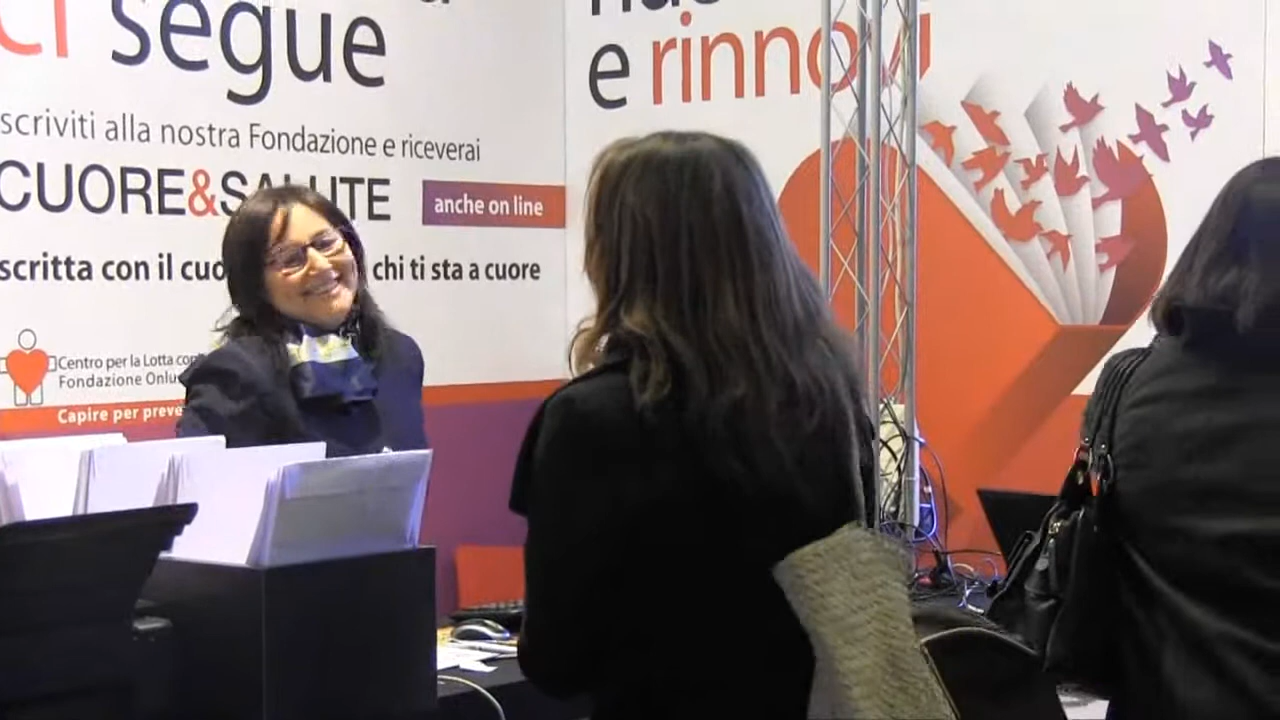 ci segue
scriviti alla nostra Fondazione e riceverai
CUORE&SALUTE
anche on line
scritta con il cuo chi ti sta a cuore
Centro per la Lotta con
Fondazione Onlu
Capire per preve
e rinnovi